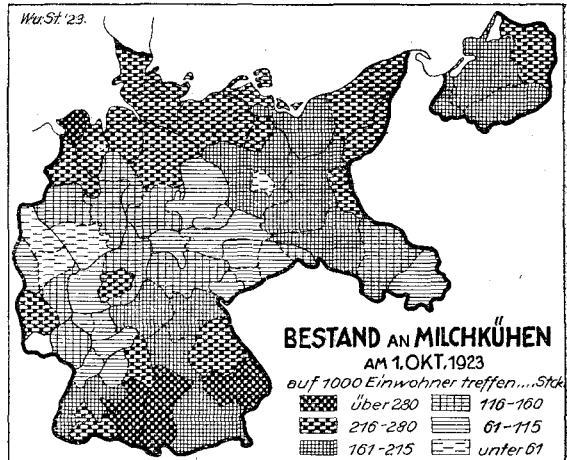 W.u.St.'23.
BESTAND AN MILCHKÜHEN
AM 1.OKT.1923
auf 1000 Einwohner treffen....Stck.
über 280
116-160
216-280
61-115
161-215
unter 61